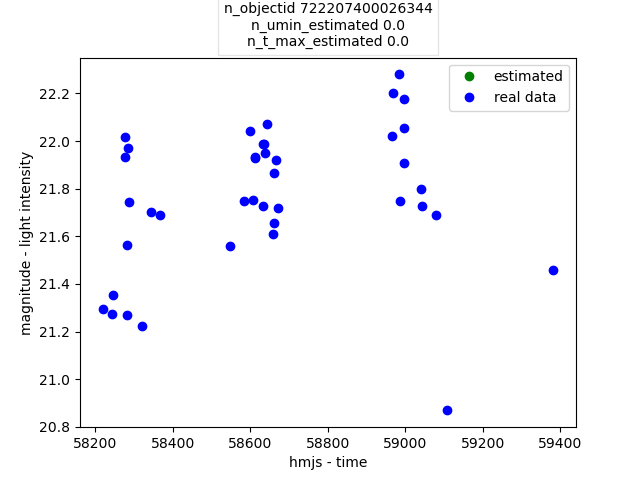 n_objectid 722207400026344
n_umin_estimated 0.0
n_t_max_estimated 0.0
estimated
real data
magnitude - light intensity
22.2
22.0
21.8
21.6
21.4
21.2
21.0
20.8
58200 58400 58600 58800 59000 59200 59400
hmjs - time